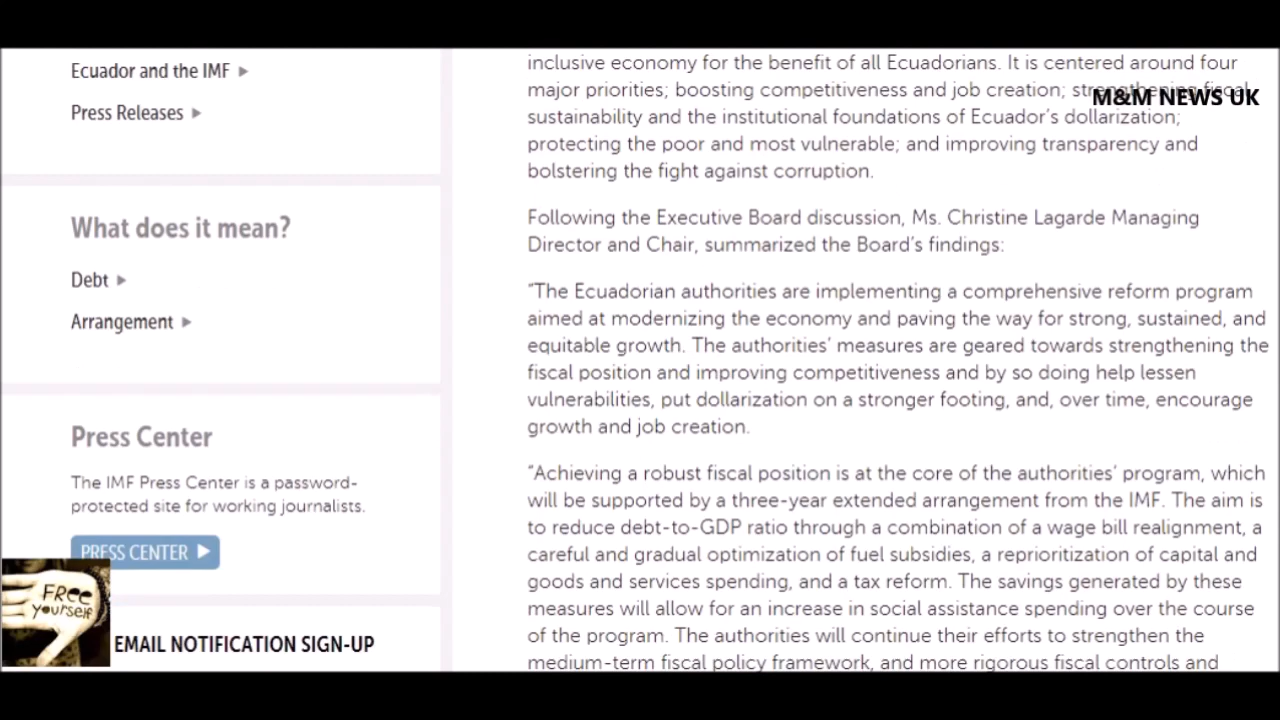 Ecuador and the IMF
Press Releases
What does it mean?
Debt
Arrangement
Press Center
The IMF Press Center is a password-
protected site for working journalists.
PRESS CENTER
FREE
yourself
EMAIL NOTIFICATION SIGN-UP
M&M NEWS UK
inclusive economy for the benefit of all Ecuadorians. It is centered around four
major priorities; boosting competitiveness and job creation; strengthening fiscal
sustainability and the institutional foundations of Ecuador's dollarization;
protecting the poor and most vulnerable; and improving transparency and
bolstering the fight against corruption.
Following the Executive Board discussion, Ms. Christine Lagarde Managing
Director and Chair, summarized the Board's findings:
"The Ecuadorian authorities are implementing a comprehensive reform program
aimed at modernizing the economy and paving the way for strong, sustained, and
equitable growth. The authorities' measures are geared towards strengthening the
fiscal position and improving competitiveness and by so doing help lessen
vulnerabilities, put dollarization on a stronger footing, and, over time, encourage
growth and job creation.
"Achieving a robust fiscal position is at the core of the authorities' program, which
will be supported by a three-year extended arrangement from the IMF. The aim is
to reduce debt-to-GDP ratio through a combination of a wage bill realignment, a
careful and gradual optimization of fuel subsidies, a reprioritization of capital and
goods and services spending, and a tax reform. The savings generated by these
measures will allow for an increase in social assistance spending over the course
of the program. The authorities will continue their efforts to strengthen the
medium-term fiscal policy framework, and more rigorous fiscal controls and